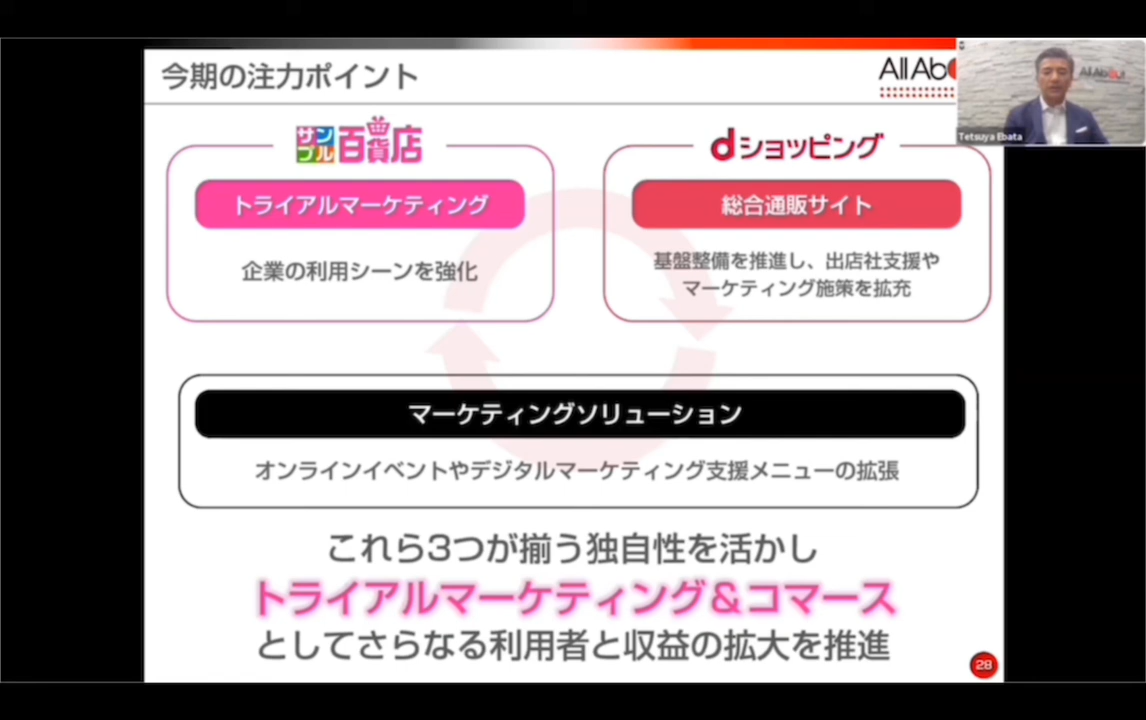 今期の注力ポイント
AllAb
AllAbout
Tetsuya Ebata
サンプル百貨店
トライアルマーケティング
企業の利用シーンを強化
dショッピング
総合通販サイト
基盤整備を推進し、出店社支援や
マーケティング施策を拡充
マーケティングソリューション
オンラインイベントやデジタルマーケティング支援メニューの拡張
これら3つが揃う独自性を活かし
トライアルマーケティング&コマース
としてさらなる利用者と収益の拡大を推進
28